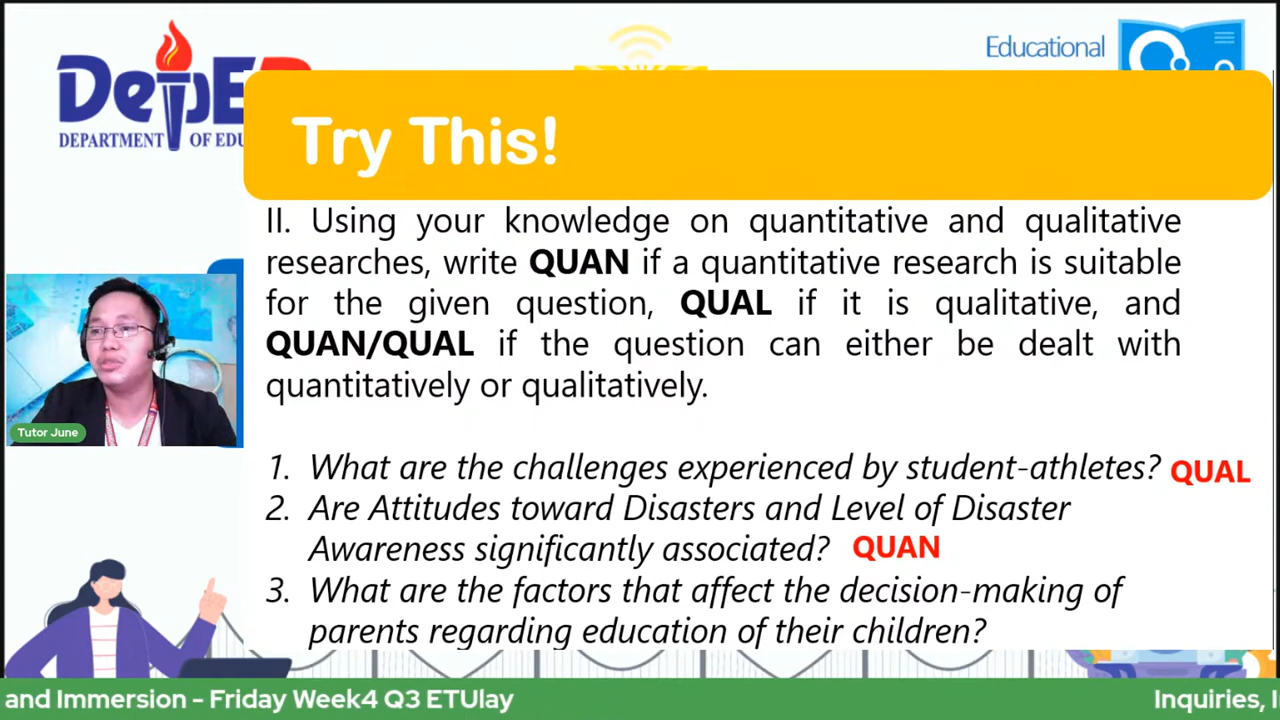 DepED
DEPARTMENT OF EDU
Educational
Try This!
II. Using your knowledge on quantitative and qualitative
researches, write QUAN if a quantitative research is suitable
for the given question, QUAL if it is qualitative, and
QUAN/QUAL if the question can either be dealt with
quantitatively or qualitatively.
Tutor June
1. What are the challenges experienced by student-athletes? QUAL
2. Are Attitudes toward Disasters and Level of Disaster
Awareness significantly associated? QUAN
3. What are the factors that affect the decision-making of
parents regarding education of their children?
and Immersion - Friday Week4 Q3 ETUlay
Inquiries, I